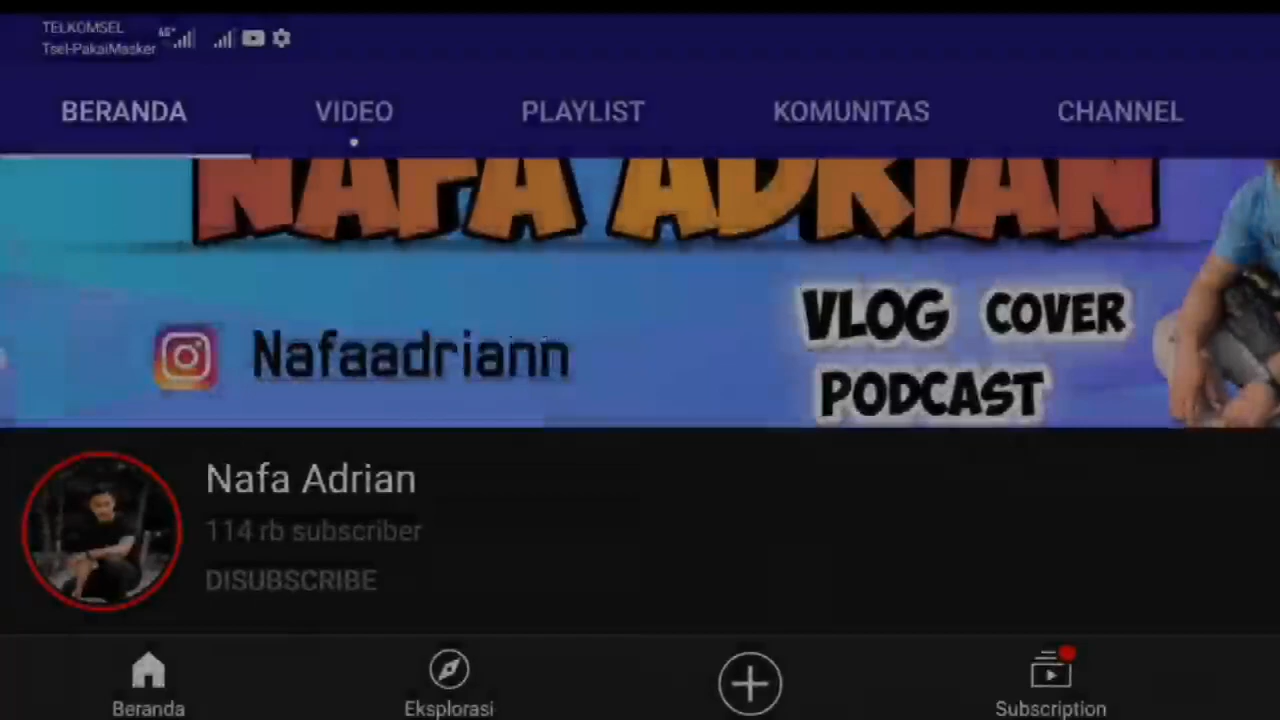 TELKOMSEL
Tsel-PakaiMasker
BERANDA VIDEO PLAYLIST KOMUNITAS CHANNEL
NAFA ADRIAN
Nafaadriann
VLOG COVER
PODCAST
Nafa Adrian
114 rb subscriber
DISUBSCRIBE
Beranda Eksplorasi Subscription